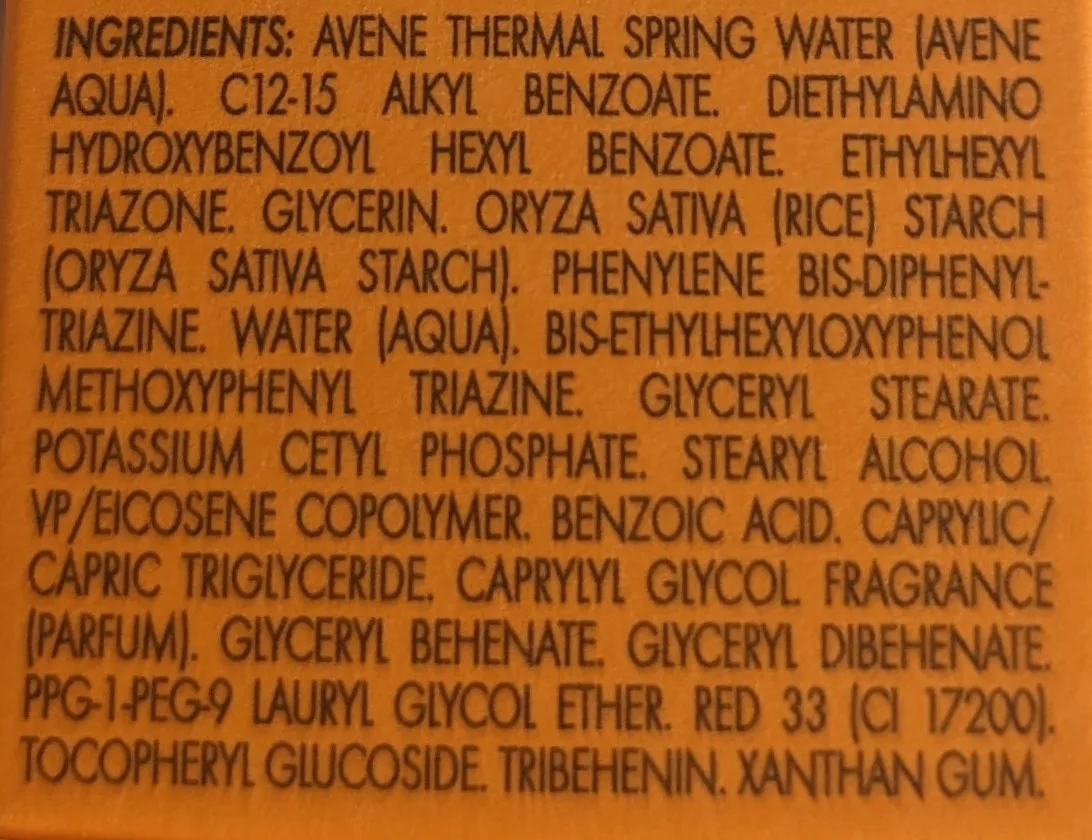 INGREDIENTS: AVENE THERMAL SPRING WATER (AVENE
AQUA). C12-15 ALKYL BENZOATE. DIETHYLAMINO
HYDROXYBENZOYL HEXYL BENZOATE. ETHYLHEXYL
TRIAZONE. GLYCERIN. ORYZA SATIVA (RICE) STARCH
(ORYZA SATIVA STARCH). PHENYLENE BIS-DIPHENYL-
TRIAZINE. WATER (AQUA). BIS-ETHYLHEXYLOXYPHENOL
METHOXYPHENYL TRIAZINE. GLYCERYL STEARATE.
POTASSIUM CETYL PHOSPHATE. STEARYL ALCOHOL.
VP/EICOSENE COPOLYMER. BENZOIC ACID. CAPRYLIC/
CAPRIC TRIGLYCERIDE. CAPRYLYL GLYCOL. FRAGRANCE
(PARFUM). GLYCERYL BEHENATE. GLYCERYL DIBEHENATE.
PPG-1-PEG-9 LAURYL GLYCOL ETHER. RED 33 (CI 17200).
TOCOPHERYL GLUCOSIDE. TRIBEHENIN. XANTHAN GUM.